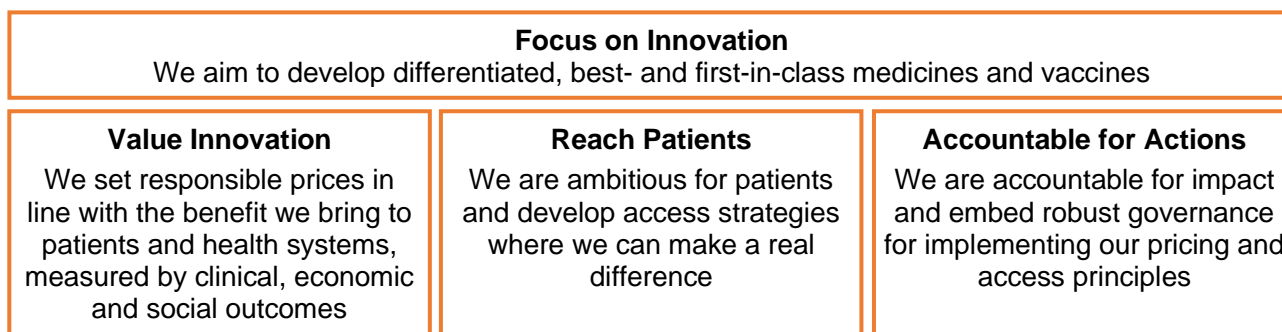 Focus on Innovation
We aim to develop differentiated, best- and first-in-class medicines and vaccines
Value Innovation
We set responsible prices in
line with the benefit we bring to
patients and health systems,
measured by clinical, economic
and social outcomes
Reach Patients
We are ambitious for patients
and develop access strategies
where we can make a real
difference
Accountable for Actions
We are accountable for impact
and embed robust governance
for implementing our pricing and
access principles